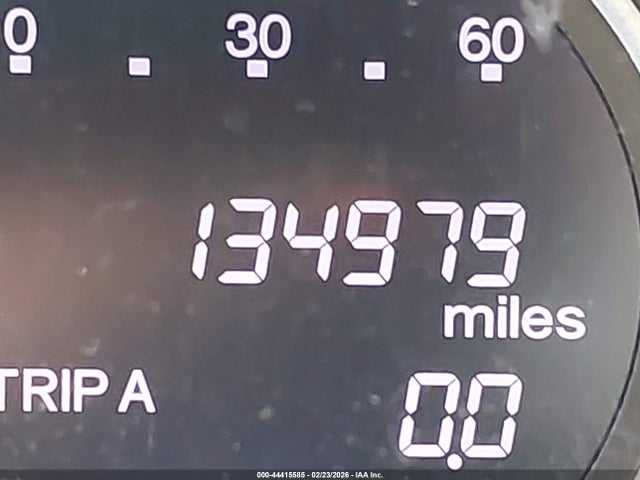 0 30 60
134979
miles
TRIP A 0.0
000-44415585 - 02/23/2026 - IAA Inc.